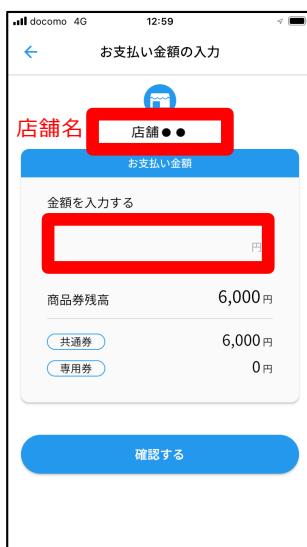 docomo 4G 12:59
お支払い金額の入力
店舗名
店舗●●
お支払い金額
金額を入力する
円
商品券残高 6,000円
共通券 6,000円
専用券 0円
確認する